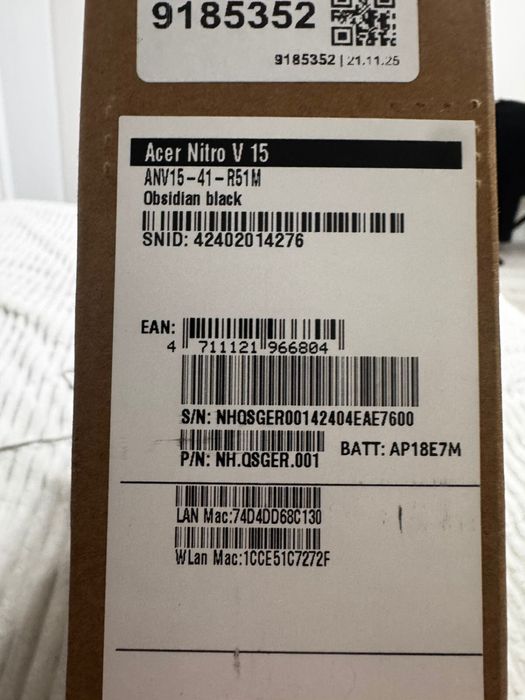 9185352
9185352 | 21.11.25
Acer Nitro V 15
ANV15-41-R51M
Obsidian black
SNID: 42402014276
EAN:
4 711121 966804
S/N: NHQSGER00142404EAE7600
P/N: NH.QSGER.001
BATT: AP18E7M
LAN Mac:74D4DD68C130
WLan Mac:1CCE51C7272F